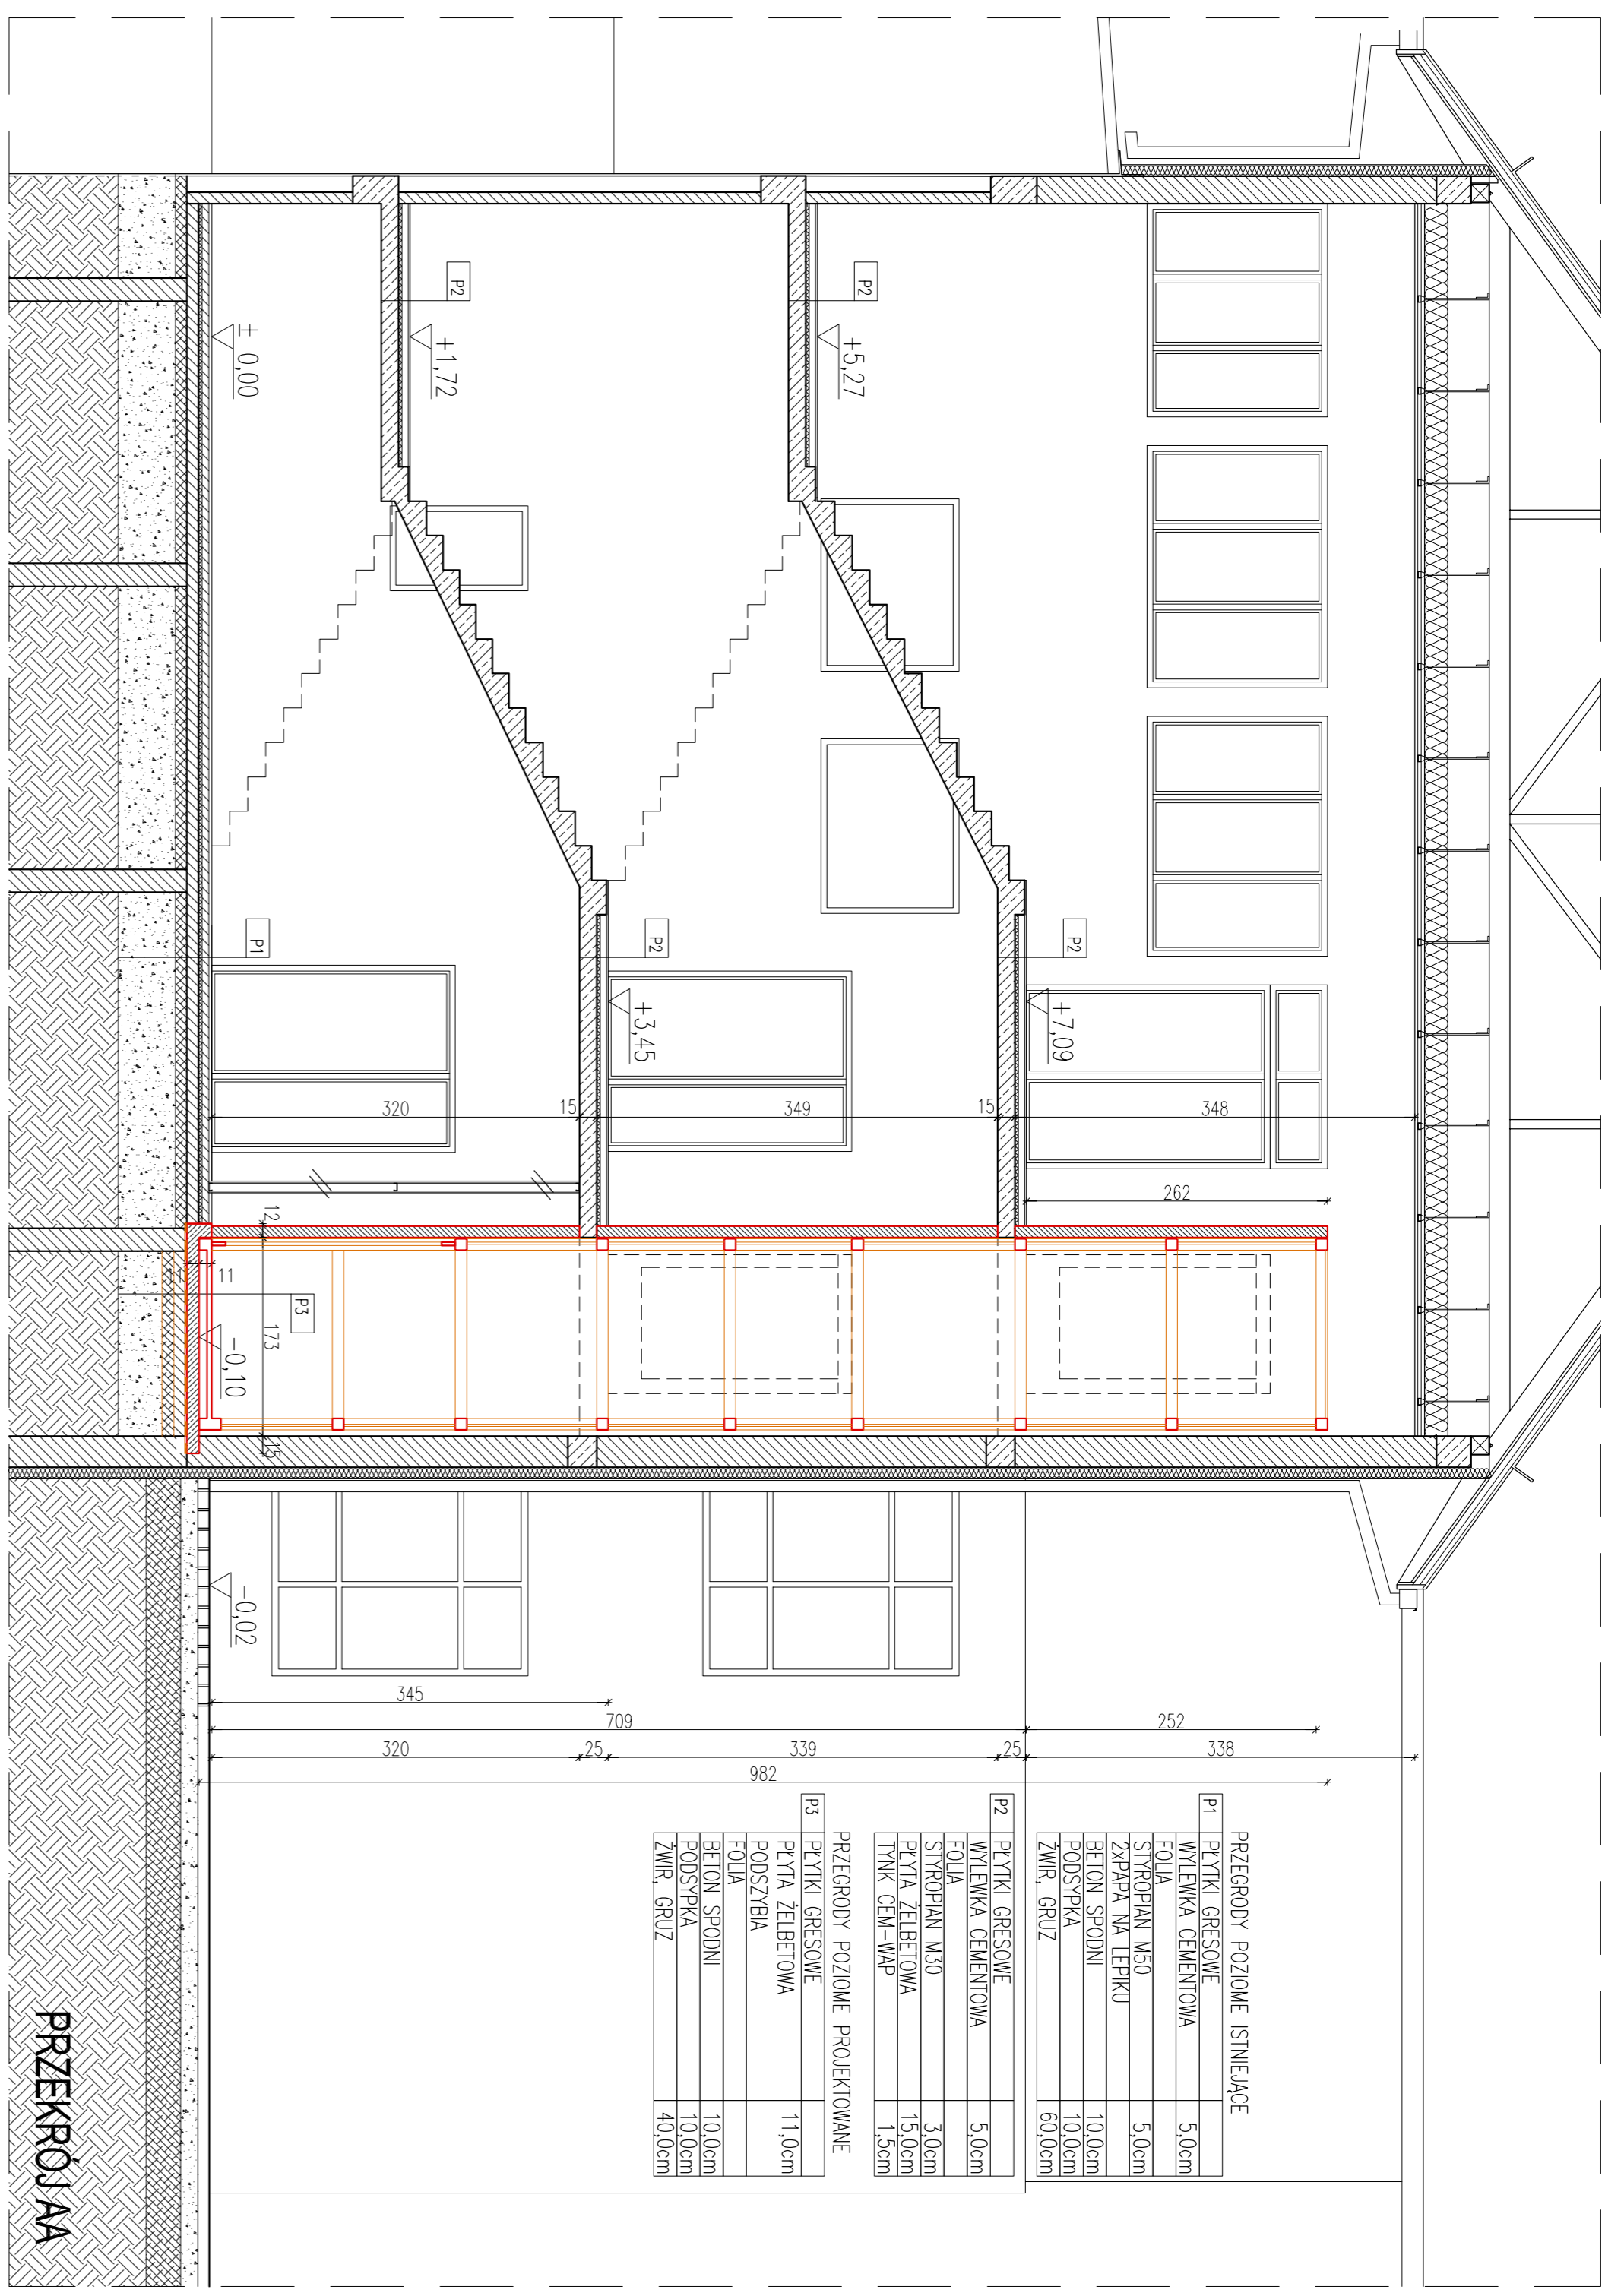 P2
P2
± 0,00
+1,72
+5,27
P1
P2
P2
+3,45
+7,09
320
15
349
15
348
262
12
11
11
P3
173
-0,10
15
-0,02
345
709
252
320
25
339
25
338
982
PRZEGRODY POZIOME ISTNIEJĄCE
P1
PŁYTKI GRESOWE
WYLEWKA CEMENTOWA 5,0cm
FOLIA
STYROPIAN M50 5,0cm
2xPAPA NA LEPIKU
BETON SPODNI 10,0cm
PODSYPKA 10,0cm
ŻWIR, GRUZ 60,0cm
P2
PŁYTKI GRESOWE
WYLEWKA CEMENTOWA 5,0cm
FOLIA
STYROPIAN M30 3,0cm
PŁYTA ŻELBETOWA 15,0cm
TYNK CEM-WAP 1,5cm
PRZEGRODY POZIOME PROJEKTOWANE
P3
PŁYTKI GRESOWE
PŁYTA ŻELBETOWA 11,0cm
PODSZYBIA
FOLIA
BETON SPODNI 10,0cm
PODSYPKA 10,0cm
ŻWIR, GRUZ 40,0cm
PRZEKRÓJ AA